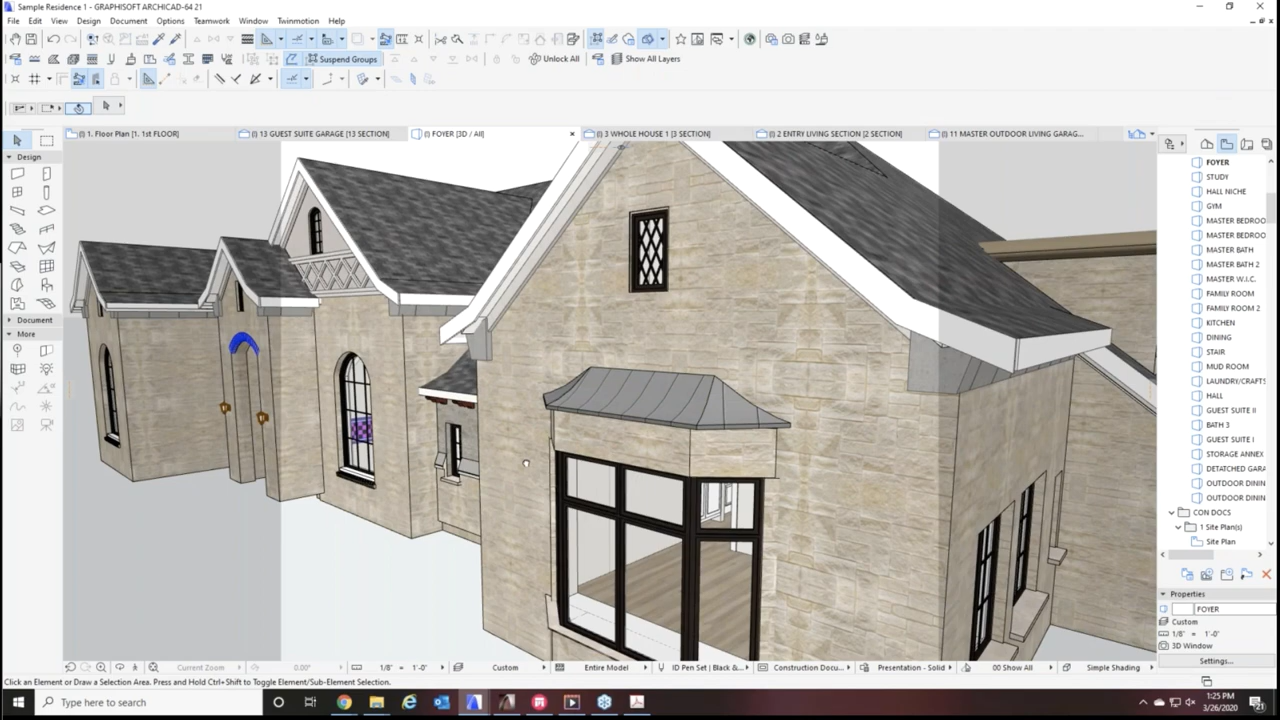 Sample Residence 1 - GRAPHISOFT ARCHICAD-64 21
File Edit View Design Document Options Teamwork Window Twinmotion Help
Suspend Groups Unlock All Show All Layers
(!) 1. Floor Plan [1. 1st FLOOR]
(!) 13 GUEST SUITE GARAGE [13 SECTION]
(!) FOYER [3D / All]
(!) 3 WHOLE HOUSE 1 [3 SECTION]
(!) 2 ENTRY LIVING SECTION [2 SECTION]
(!) 11 MASTER OUTDOOR LIVING GARAG...
Design
Document
More
FOYER
STUDY
HALL NICHE
GYM
MASTER BEDROO
MASTER BEDROO
MASTER BATH
MASTER BATH 2
MASTER W.I.C.
FAMILY ROOM
FAMILY ROOM 2
KITCHEN
DINING
STAIR
MUD ROOM
LAUNDRY/CRAFTS
HALL
GUEST SUITE II
BATH 3
GUEST SUITE I
STORAGE ANNEX
DETATCHED GARA
OUTDOOR DININ
OUTDOOR DININ
CON DOCS
1 Site Plan(s)
Site Plan
Properties
FOYER
Custom
1/8" = 1'-0"
3D Window
Settings...
Current Zoom 0.00° 1/8" = 1'-0" Custom Entire Model ID Pen Set | Black &... Construction Docu... Presentation - Solid 00 Show All Simple Shading
Click an Element or Draw a Selection Area. Press and Hold Ctrl+Shift to Toggle Element/Sub-Element Selection.
Type here to search
1:25 PM
3/26/2020
21